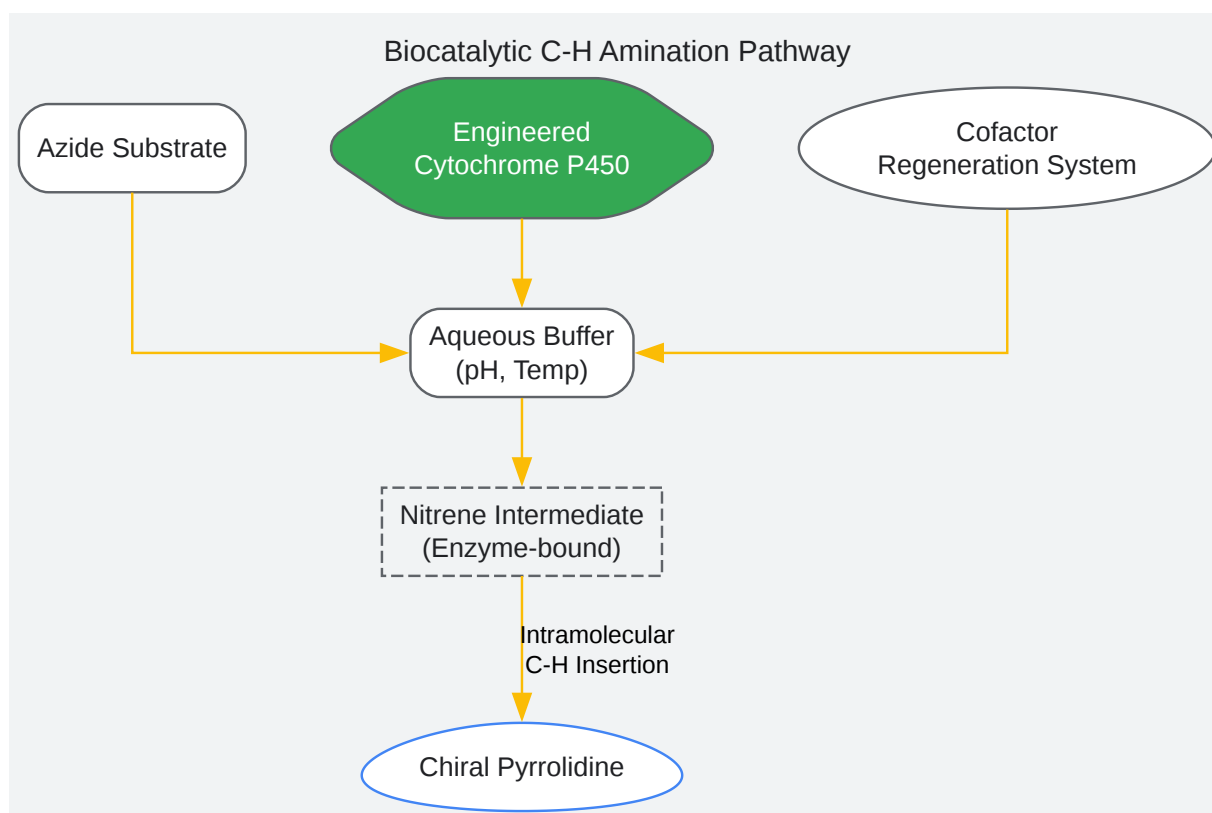 Biocatalytic C-H Amination Pathway
Azide Substrate
Engineered
Cytochrome P450
Cofactor
Regeneration System
Aqueous Buffer
(pH, Temp)
Nitrene Intermediate
(Enzyme-bound)
Intramolecular
C-H Insertion
Chiral Pyrrolidine